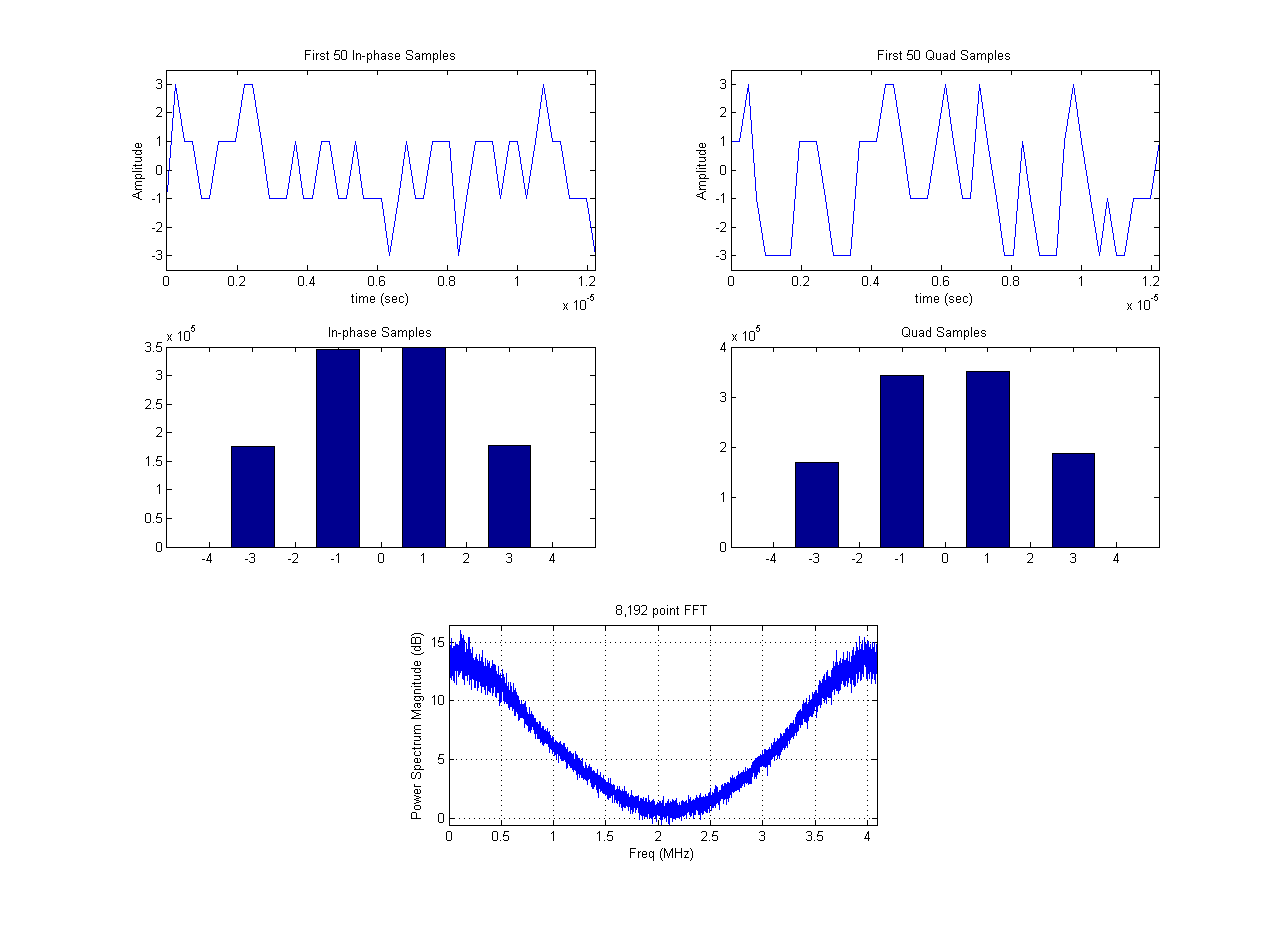 First 50 In-phase Samples
Amplitude
3
2
1
0
-1
-2
-3
0 0.2 0.4 0.6 0.8 1 1.2
time (sec)
x 10-5
First 50 Quad Samples
Amplitude
3
2
1
0
-1
-2
-3
0 0.2 0.4 0.6 0.8 1 1.2
time (sec)
x 10-5
In-phase Samples
x 105
3.5
3
2.5
2
1.5
1
0.5
0
-4 -3 -2 -1 0 1 2 3 4
Quad Samples
x 105
4
3
2
1
0
-4 -3 -2 -1 0 1 2 3 4
8,192 point FFT
Power Spectrum Magnitude (dB)
15
10
5
0
0 0.5 1 1.5 2 2.5 3 3.5 4
Freq (MHz)